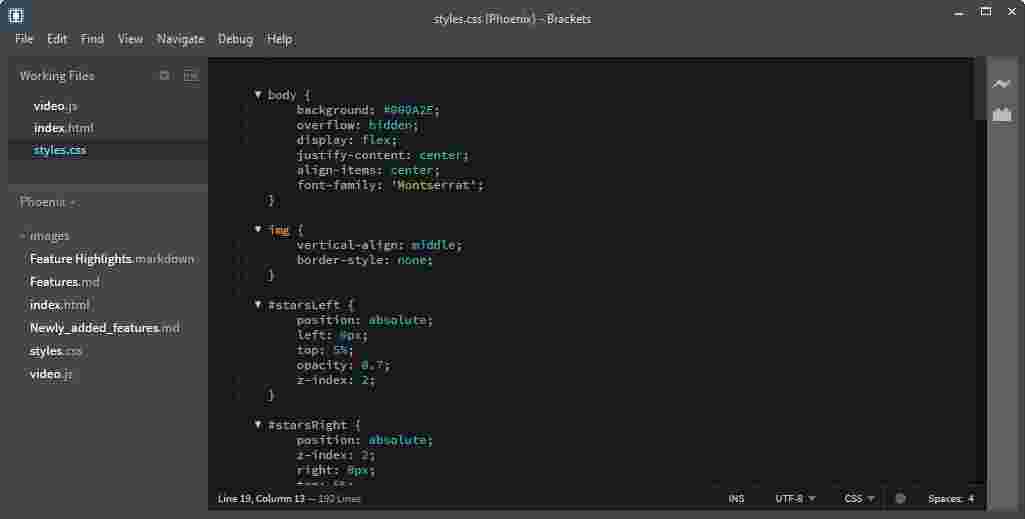 styles.css (Phoenix) - Brackets
File Edit Find View Navigate Debug Help
Working Files
video.js
index.html
styles.css
Phoenix
images
Feature Highlights.markdown
Features.md
index.html
Newly_added_features.md
styles.css
video.js
body {
background: #000A2E;
overflow: hidden;
display: flex;
justify-content: center;
align-items: center;
font-family: 'Montserrat';
}
img {
vertical-align: middle;
border-style: none;
}
#starsLeft {
position: absolute;
left: 0px;
top: 5%;
opacity: 0.7;
z-index: 2;
}
#starsRight {
position: absolute;
z-index: 2;
right: 0px;
top: 5%;
Line 19, Column 13 — 192 Lines INS UTF-8 CSS Spaces: 4